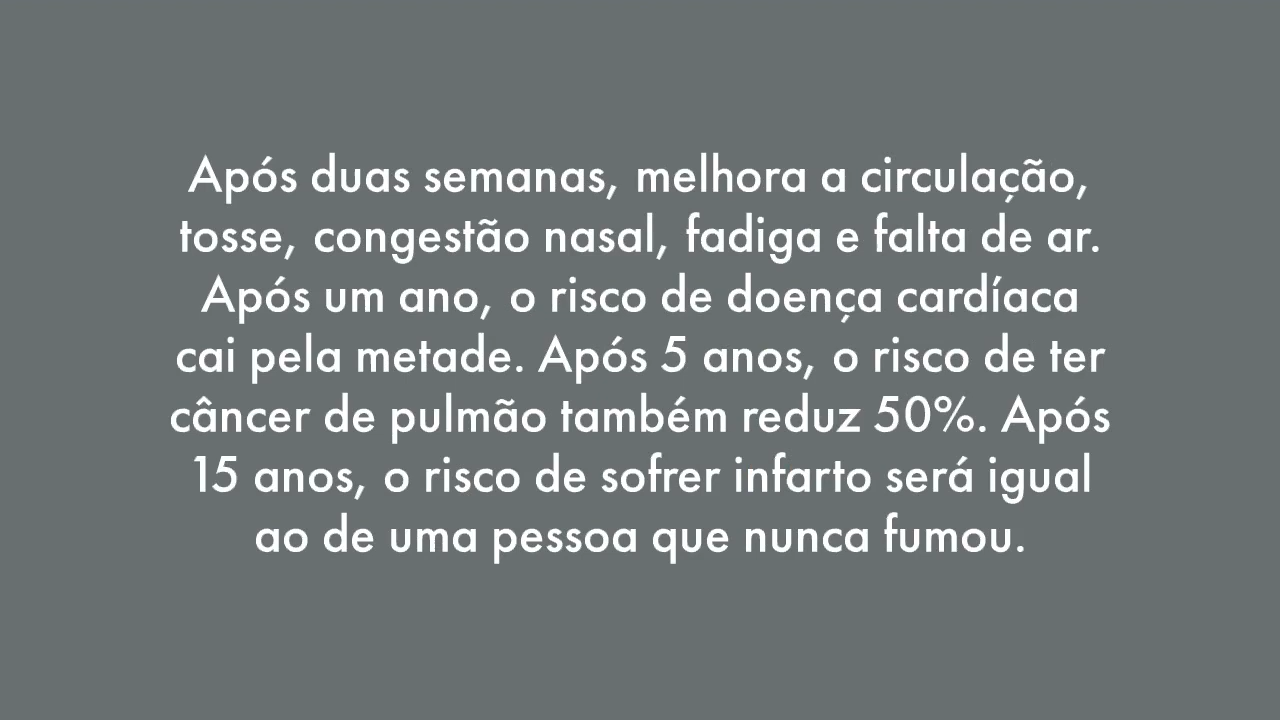 Após duas semanas, melhora a circulação,
tosse, congestão nasal, fadiga e falta de ar.
Após um ano, o risco de doença cardíaca
cai pela metade. Após 5 anos, o risco de ter
câncer de pulmão também reduz 50%. Após
15 anos, o risco de sofrer infarto será igual
ao de uma pessoa que nunca fumou.